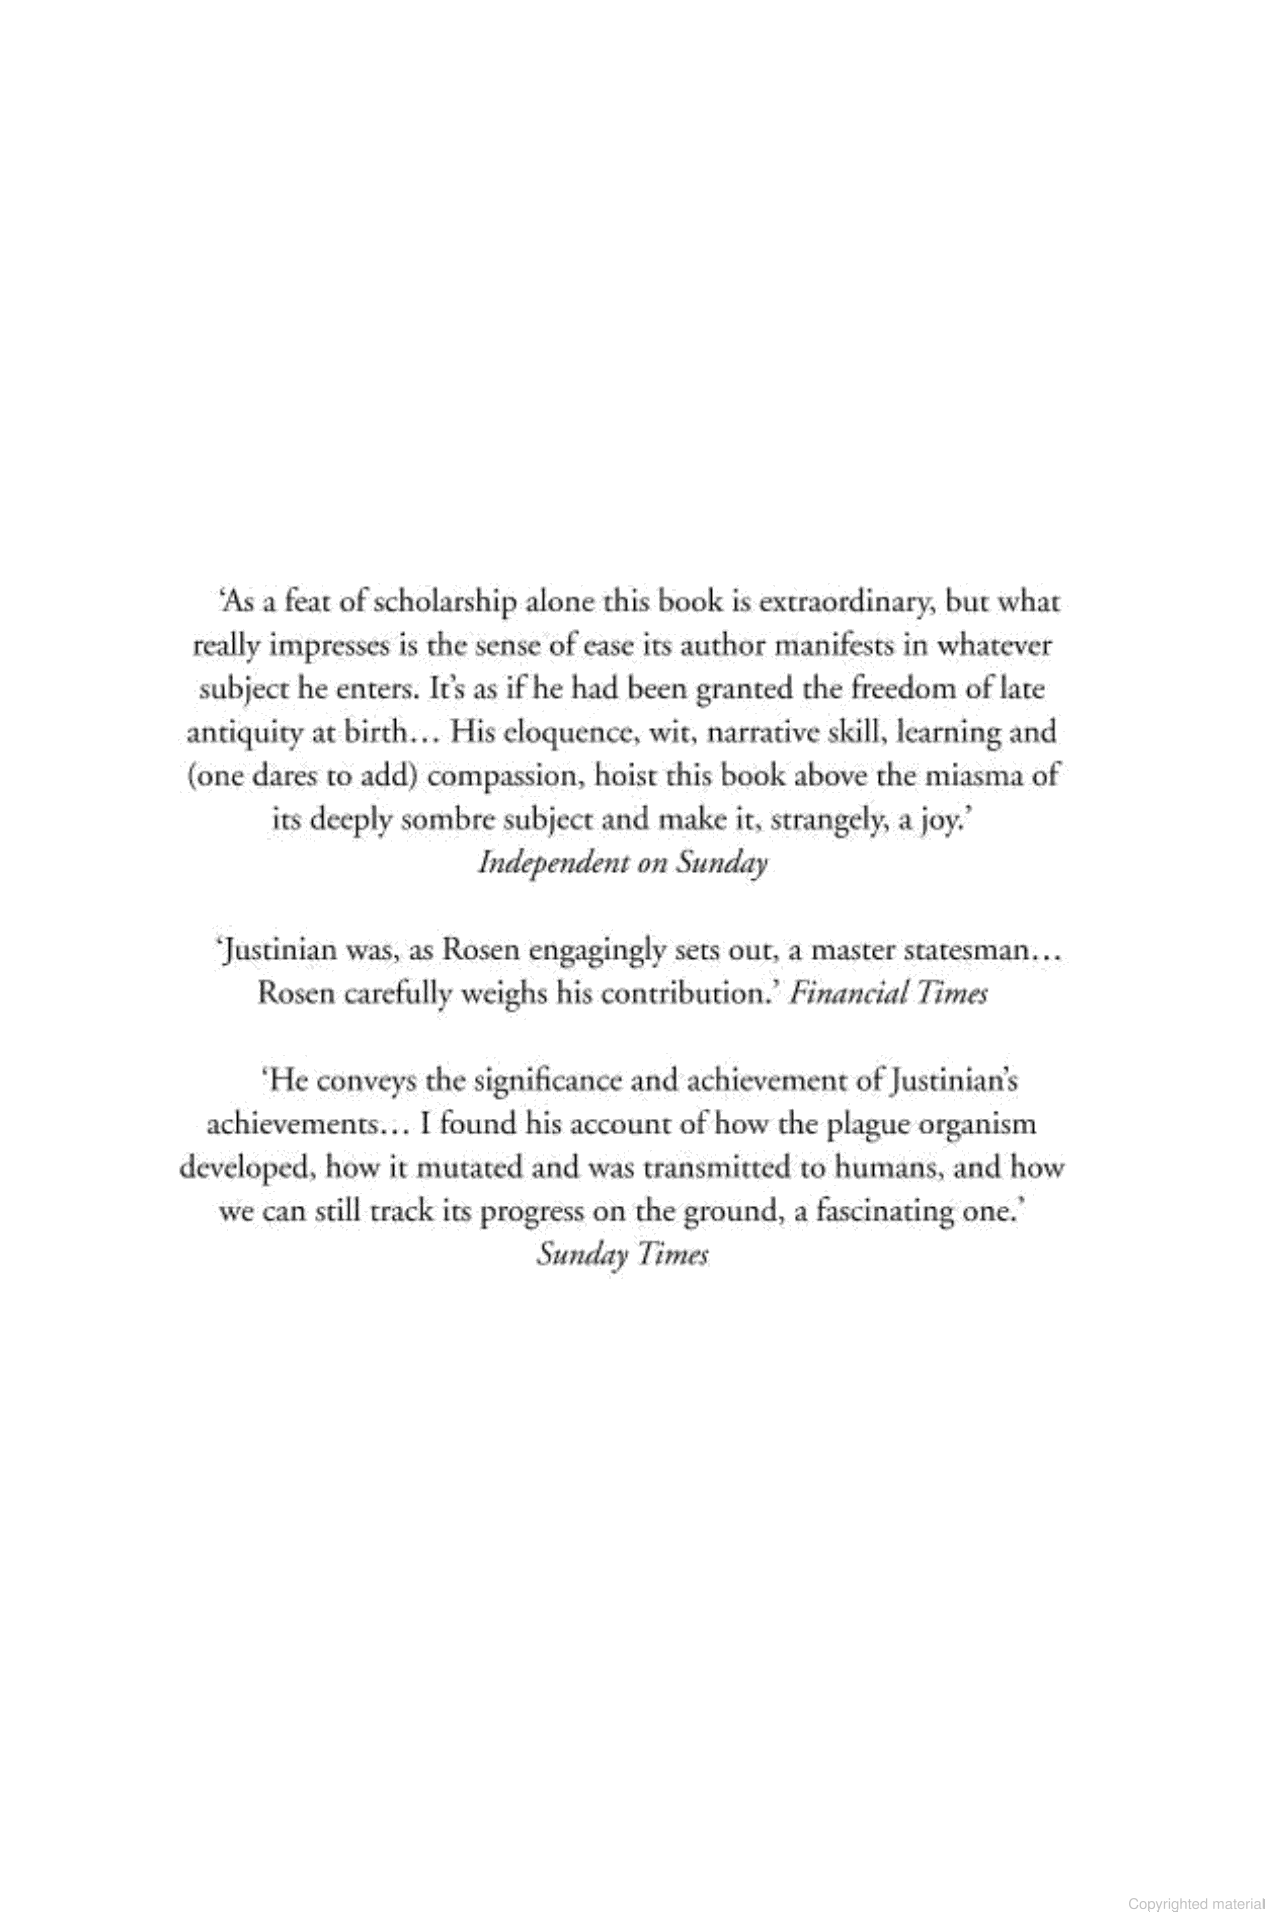 ‘As a feat of scholarship alone this book is extraordinary, but what
really impresses is the sense of ease its author manifests in whatever
subject he enters. It’s as if he had been granted the freedom of late
antiquity at birth… His eloquence, wit, narrative skill, learning and
(one dares to add) compassion, hoist this book above the miasma of
its deeply sombre subject and make it, strangely, a joy.’
Independent on Sunday
‘Justinian was, as Rosen engagingly sets out, a master statesman…
Rosen carefully weighs his contribution.’ Financial Times
‘He conveys the significance and achievement of Justinian’s
achievements… I found his account of how the plague organism
developed, how it mutated and was transmitted to humans, and how
we can still track its progress on the ground, a fascinating one.’
Sunday Times
Copyrighted material